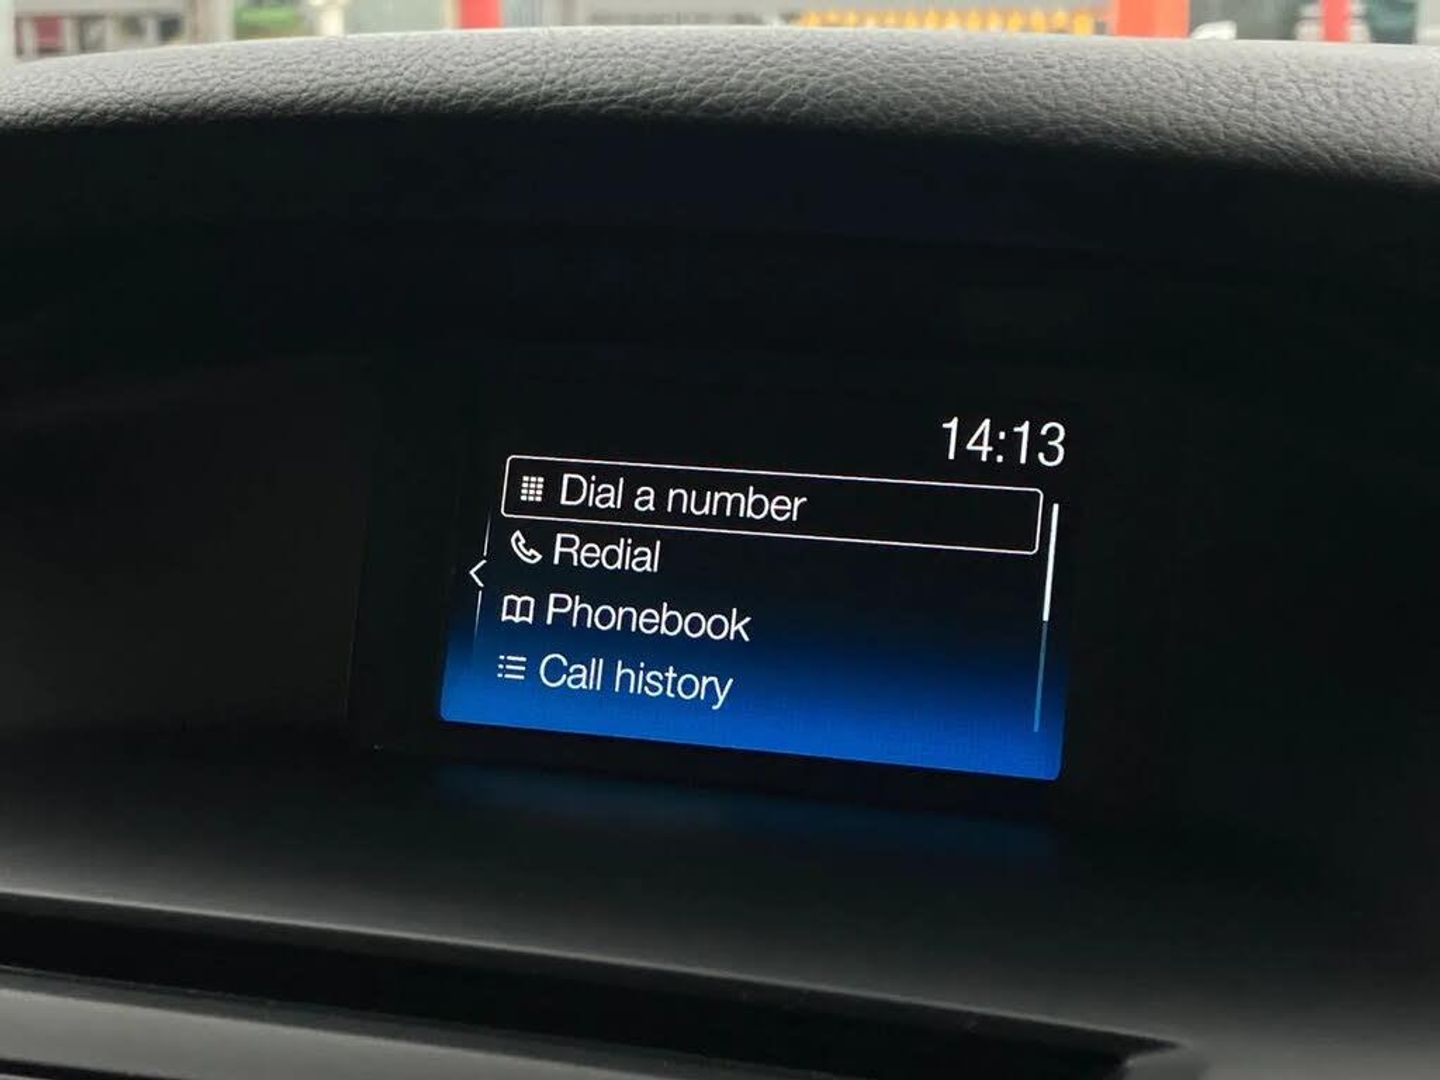 14:13
Dial a number
Redial
Phonebook
Call history